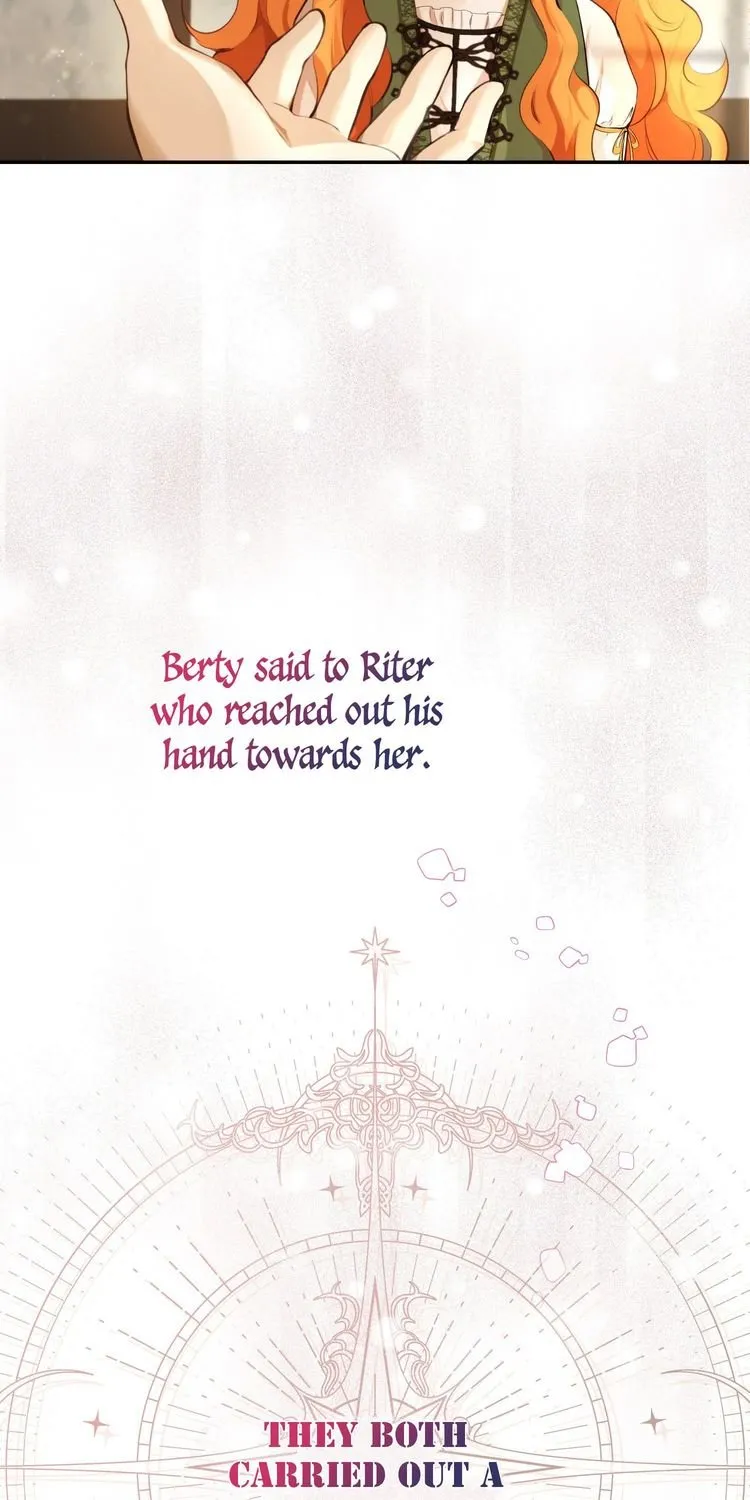 Berty said to Riter
who reached out his
hand towards her.
THEY BOTH
CARRIED OUT A